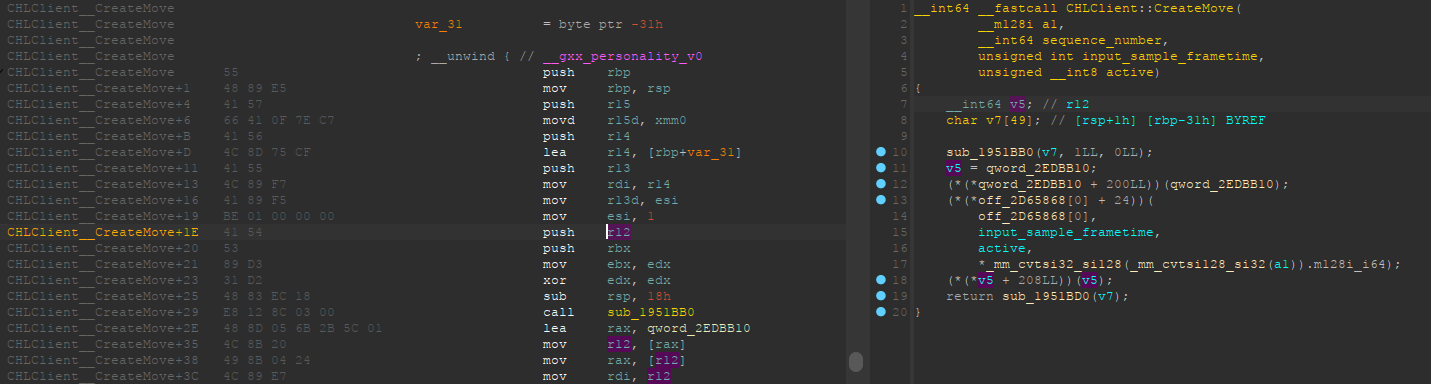 CHLClient__CreateMove
CHLClient__CreateMove var_31 = byte ptr -31h
CHLClient__CreateMove
CHLClient__CreateMove ; __unwind { // __gxx_personality_v0
CHLClient__CreateMove 55 push rbp
CHLClient__CreateMove+1 48 89 E5 mov rbp, rsp
CHLClient__CreateMove+4 41 57 push r15
CHLClient__CreateMove+6 66 41 0F 7E C7 movd r15d, xmm0
CHLClient__CreateMove+B 41 56 push r14
CHLClient__CreateMove+D 4C 8D 75 CF lea r14, [rbp+var_31]
CHLClient__CreateMove+11 41 55 push r13
CHLClient__CreateMove+13 4C 89 F7 mov rdi, r14
CHLClient__CreateMove+16 41 89 F5 mov r13d, esi
CHLClient__CreateMove+19 BE 01 00 00 00 mov esi, 1
CHLClient__CreateMove+1E 41 54 push r12
CHLClient__CreateMove+20 53 push rbx
CHLClient__CreateMove+21 89 D3 mov ebx, edx
CHLClient__CreateMove+23 31 D2 xor edx, edx
CHLClient__CreateMove+25 48 83 EC 18 sub rsp, 18h
CHLClient__CreateMove+29 E8 12 8C 03 00 call sub_1951BB0
CHLClient__CreateMove+2E 48 8D 05 6B 2B 5C 01 lea rax, qword_2EDBB10
CHLClient__CreateMove+35 4C 8B 20 mov r12, [rax]
CHLClient__CreateMove+38 49 8B 04 24 mov rax, [r12]
CHLClient__CreateMove+3C 4C 89 E7 mov rdi, r12
1 __int64 __fastcall CHLClient::CreateMove(
2 __m128i a1,
3 __int64 sequence_number,
4 unsigned int input_sample_frametime,
5 unsigned __int8 active)
6 {
7 __int64 v5; // r12
8 char v7[49]; // [rsp+1h] [rbp-31h] BYREF
9
10 sub_1951BB0(v7, 1LL, 0LL);
11 v5 = qword_2EDBB10;
12 (*(*qword_2EDBB10 + 200LL))(qword_2EDBB10);
13 (*(*off_2D65868[0] + 24))(
14 off_2D65868[0],
15 input_sample_frametime,
16 active,
17 *_mm_cvtsi32_si128(_mm_cvtsi128_si32(a1)).m128i_i64);
18 (*(*v5 + 208LL))(v5);
19 return sub_1951BD0(v7);
20 }